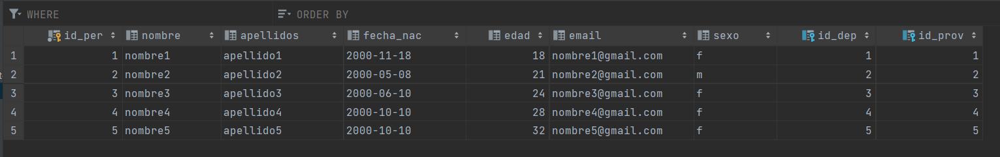 WHERE ORDER BY
id_per nombre apellidos fecha_nac edad email sexo id_dep id_prov
1 1 nombre1 apellido1 2000-11-18 18 nombre1@gmail.com f 1 1
2 2 nombre2 apellido2 2000-05-08 21 nombre2@gmail.com m 2 2
3 3 nombre3 apellido3 2000-06-10 24 nombre3@gmail.com f 3 3
4 4 nombre4 apellido4 2000-10-10 28 nombre4@gmail.com f 4 4
5 5 nombre5 apellido5 2000-10-10 32 nombre5@gmail.com f 5 5